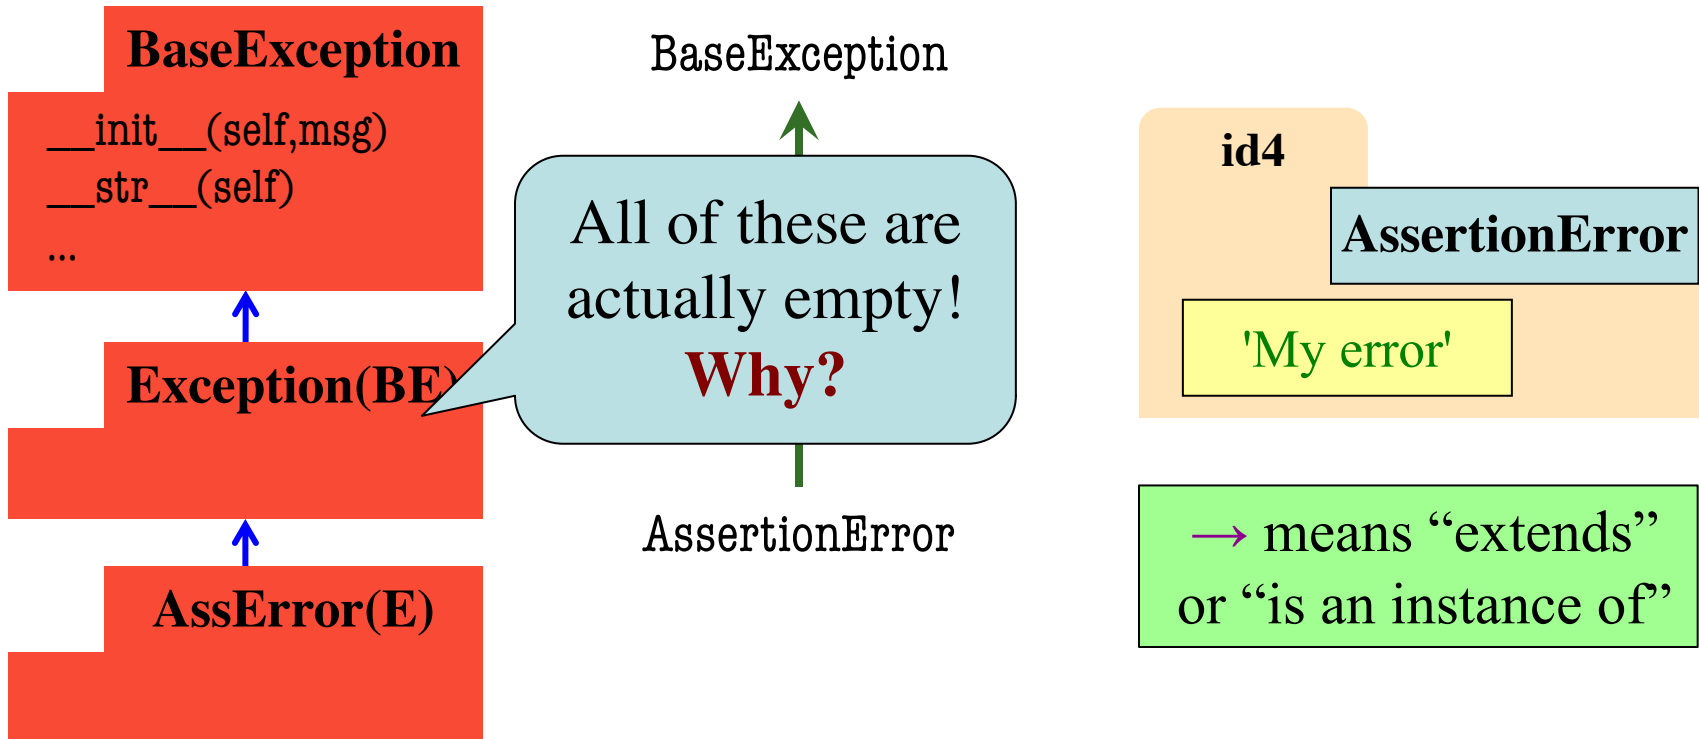 BaseException
__init__(self,msg)
__str__(self)
...
Exception(BE)
AssError(E)
BaseException
All of these are
actually empty!
Why?
AssertionError
id4
AssertionError
'My error'
→ means “extends”
or “is an instance of”